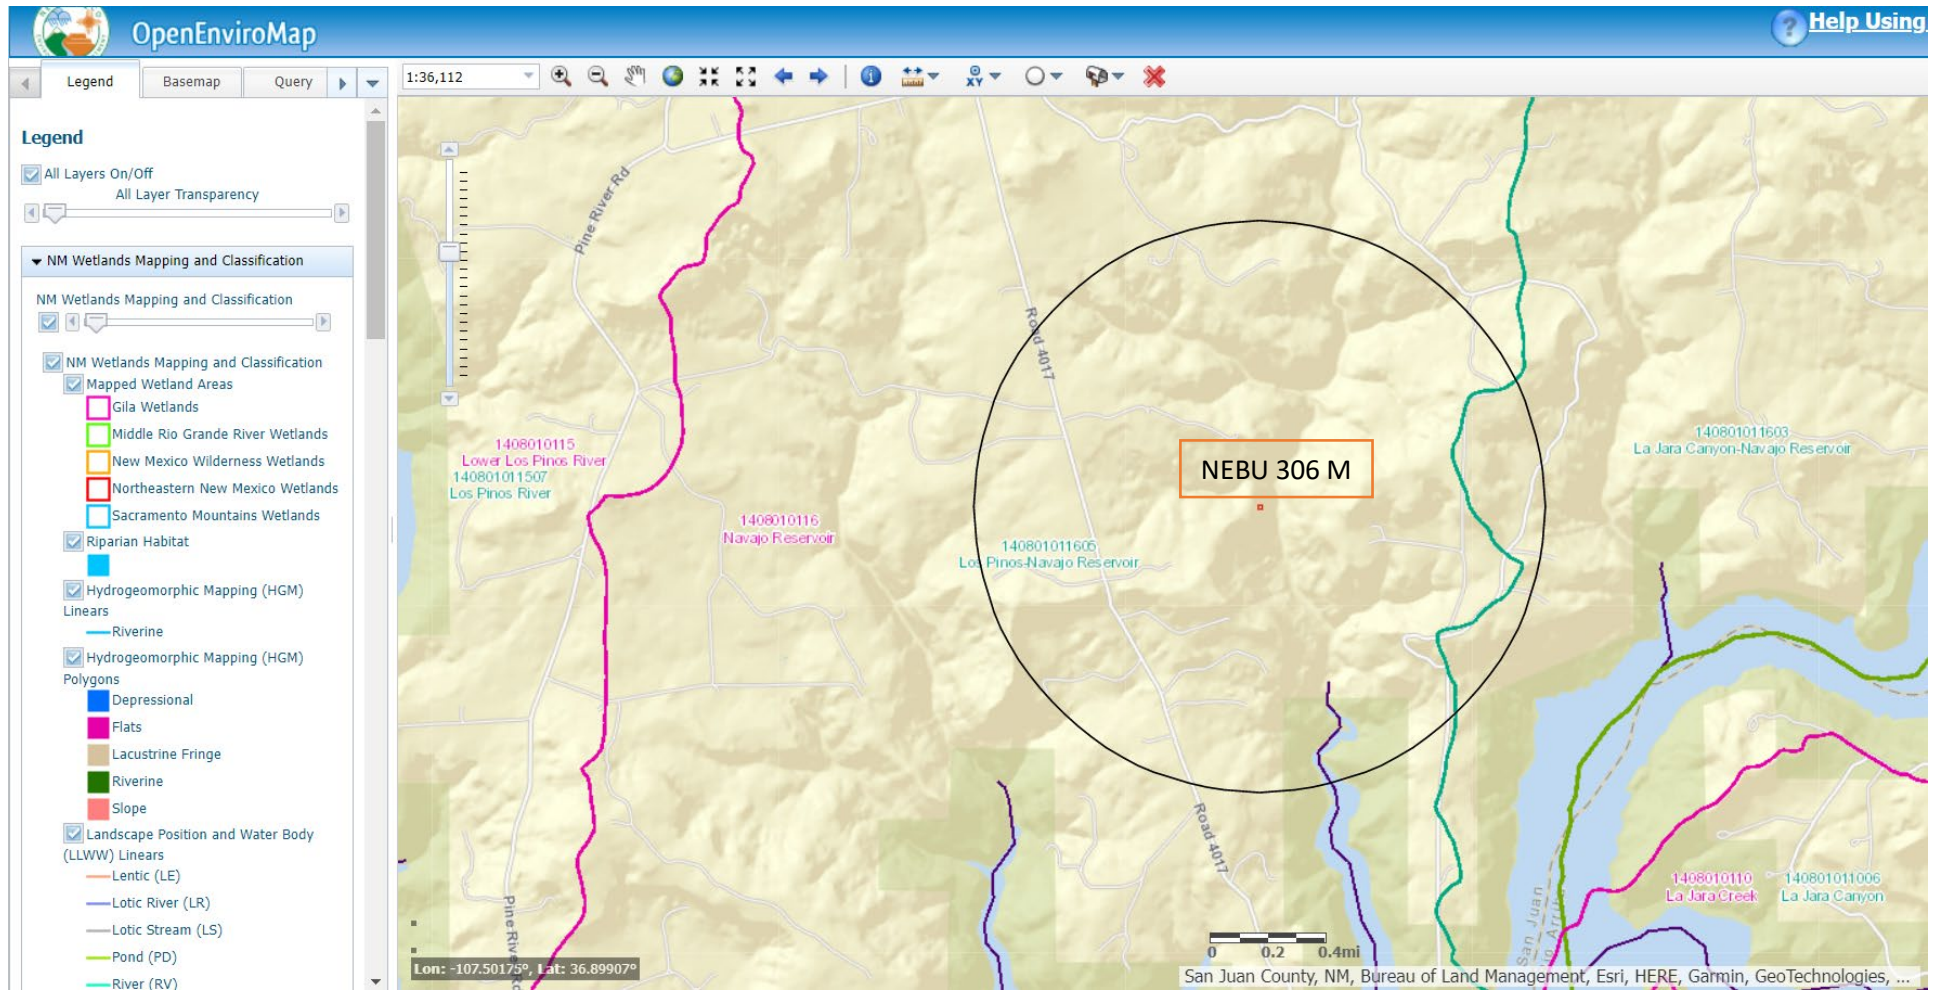 OpenEnviroMap
Help Using
Legend
Basemap
Query
1:36,112
XY
Legend
All Layers On/Off
All Layer Transparency
NM Wetlands Mapping and Classification
NM Wetlands Mapping and Classification
NM Wetlands Mapping and Classification
Mapped Wetland Areas
Gila Wetlands
Middle Rio Grande River Wetlands
New Mexico Wilderness Wetlands
Northeastern New Mexico Wetlands
Sacramento Mountains Wetlands
Riparian Habitat
Hydrogeomorphic Mapping (HGM)
Linears
Riverine
Hydrogeomorphic Mapping (HGM)
Polygons
Depressional
Flats
Lacustrine Fringe
Riverine
Slope
Landscape Position and Water Body
(LLWW) Linears
Lentic (LE)
Lotic River (LR)
Lotic Stream (LS)
Pond (PD)
River (RV)
Pine River Rd
Road 4017
1408010115
Lower Los Pinos River
140801011507
Los Pinos River
1408010116
Navajo Reservoir
140801011605
Los Pinos-Navajo Reservoir
NEBU 306 M
140801011603
La Jara Canyon-Navajo Reservoir
Road 4017
Pine River Rd
1408010110
La Jara Creek
140801011006
La Jara Canyon
San Juan
0 0.2 0.4mi
Lon: -107.50175°, Lat: 36.89907°
San Juan County, NM, Bureau of Land Management, Esri, HERE, Garmin, GeoTechnologies, ...